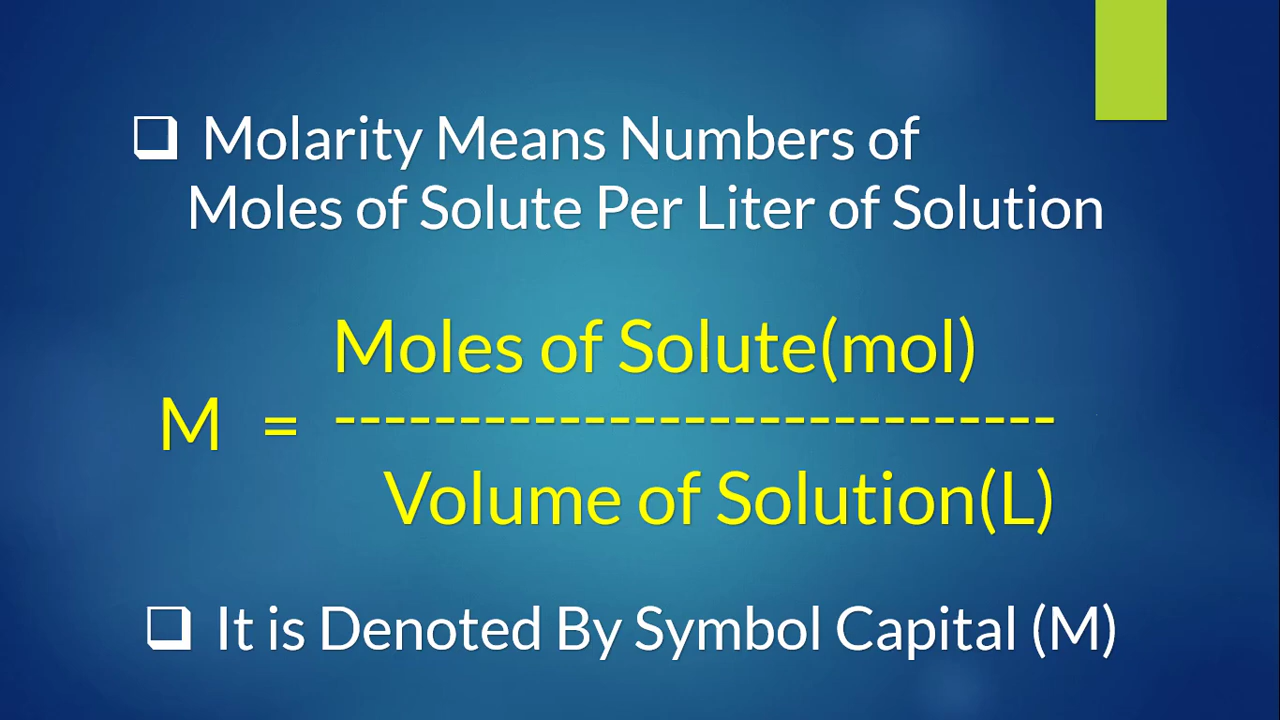 ❑ Molarity Means Numbers of
Moles of Solute Per Liter of Solution
Moles of Solute(mol)
M = -----------------------------
Volume of Solution(L)
❑ It is Denoted By Symbol Capital (M)